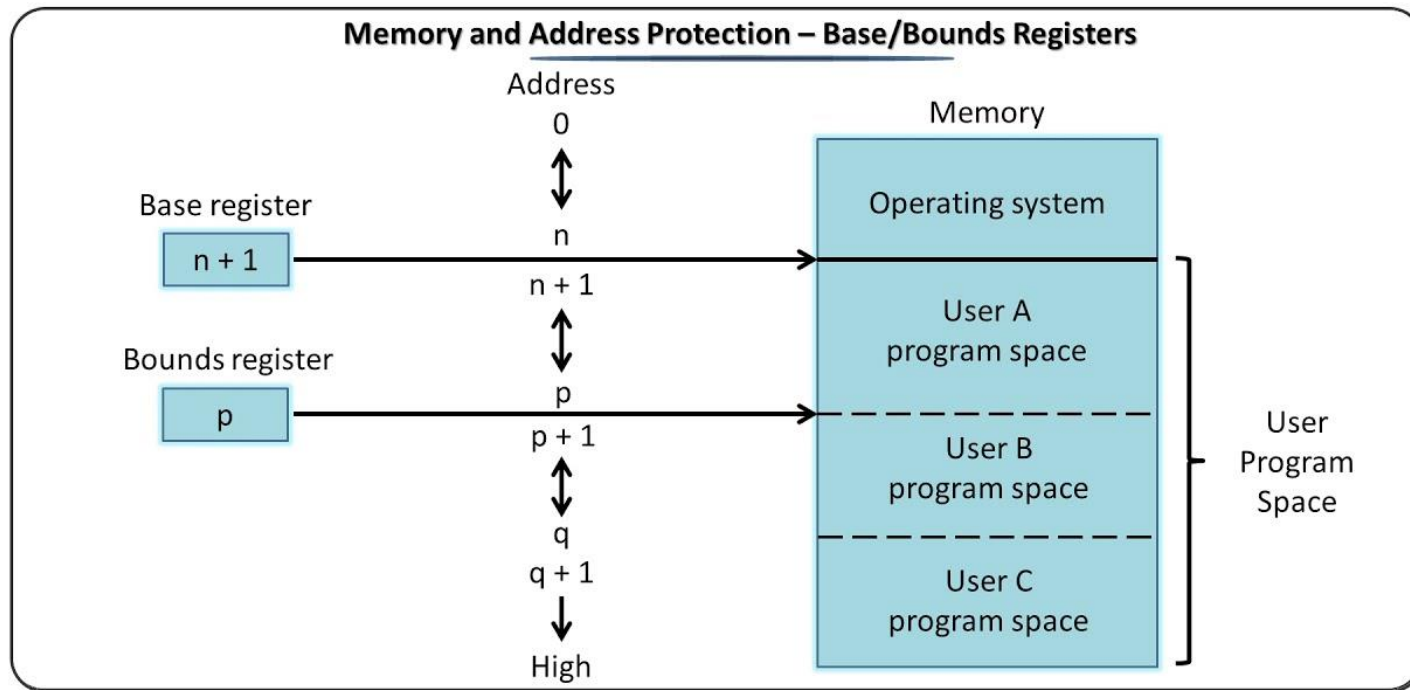 Memory and Address Protection – Base/Bounds Registers
Address
0
Memory
Operating system
Base register
n + 1
n
n + 1
User A
program space
Bounds register
p
p
p + 1
User B
program space
q
q + 1
User C
program space
High
User
Program
Space